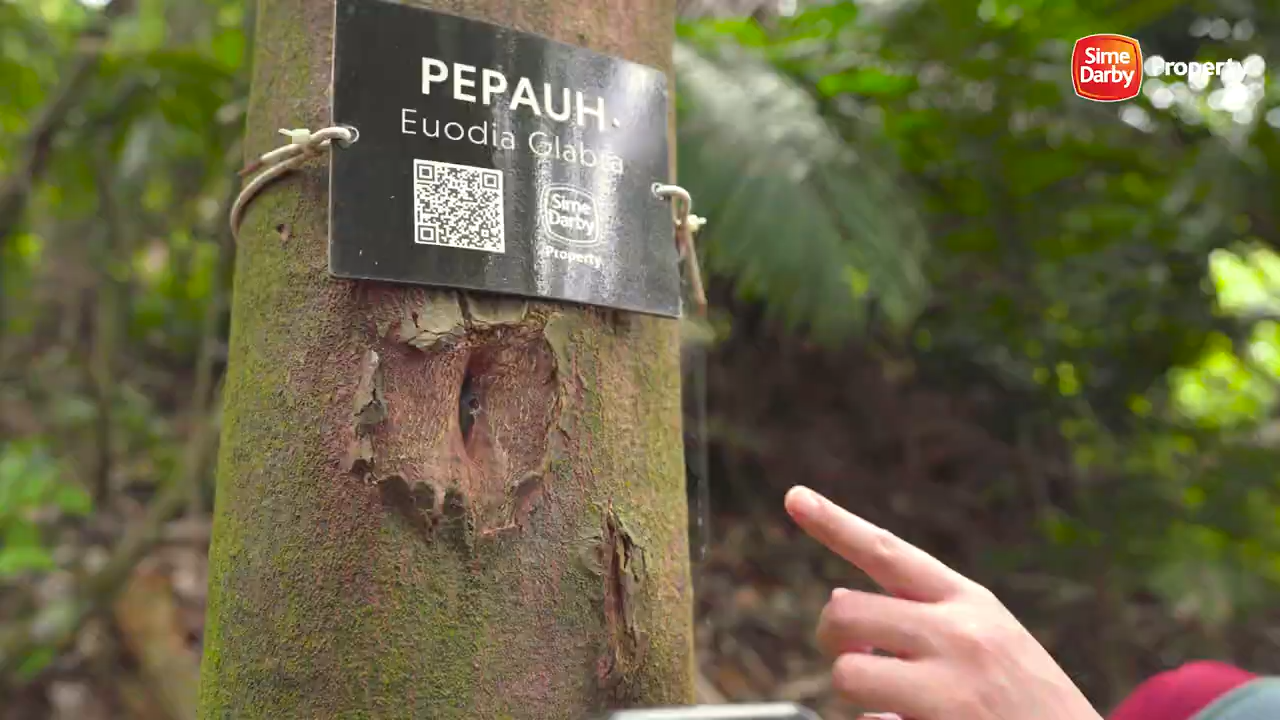 PEPAUH
Euodia Glabra
Sime
Darby
Property
Sime
Darby
Property